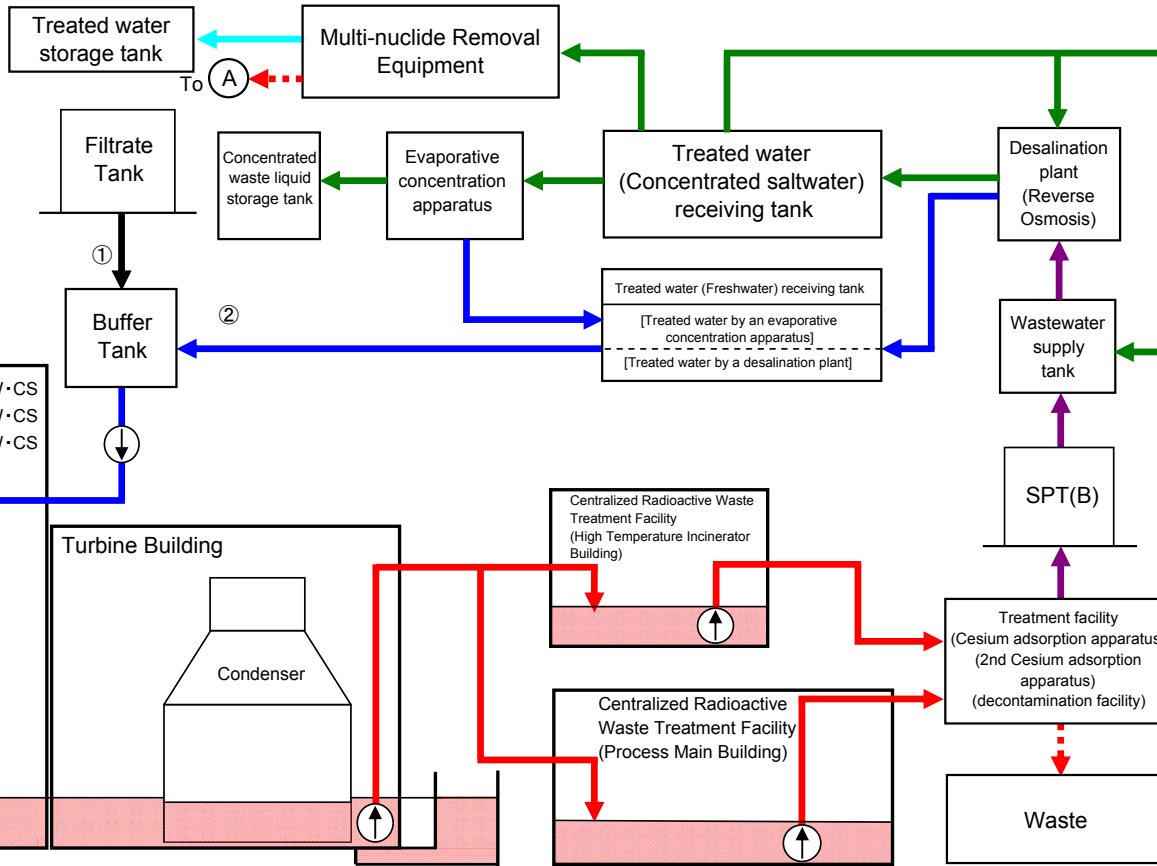 Treated water
storage tank
Multi-nuclide Removal
Equipment
To
A
Filtrate
Tank
Concentrated
waste liquid
storage tank
Evaporative
concentration
apparatus
Treated water
(Concentrated saltwater)
receiving tank
Desalination
plant
(Reverse
Osmosis)
①
Buffer
Tank
②
Treated water (Freshwater) receiving tank
[Treated water by an evaporative
concentration apparatus]
[Treated water by a desalination plant]
Wastewater
supply
tank
・CS
・CS
・CS
SPT(B)
Turbine Building
Condenser
Centralized Radioactive Waste
Treatment Facility
(High Temperature Incinerator
Building)
Treatment facility
(Cesium adsorption apparatus
(2nd Cesium adsorption
apparatus)
(decontamination facility)
Centralized Radioactive
Waste Treatment Facility
(Process Main Building)
Waste